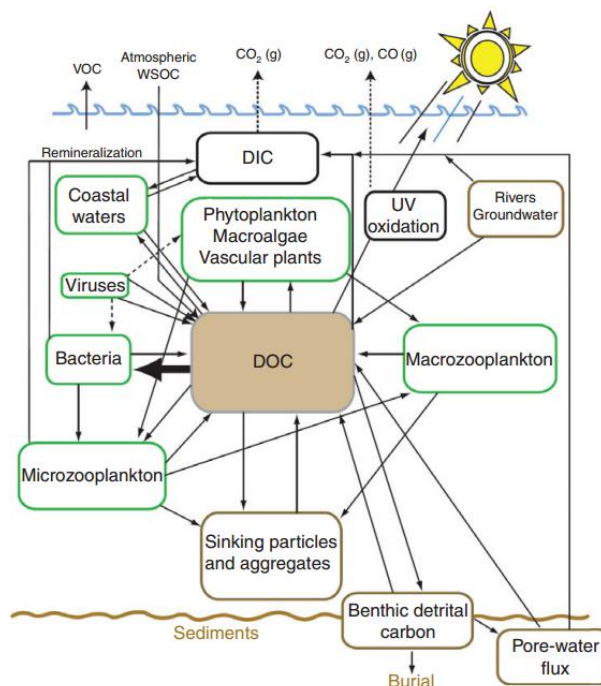 VOC
Atmospheric
WSOC
CO₂ (g)
CO₂ (g), CO (g)
Remineralization
DIC
Coastal
waters
Phytoplankton
Macroalgae
Vascular plants
UV
oxidation
Rivers
Groundwater
Viruses
Bacteria
DOC
Macrozooplankton
Microzooplankton
Sinking particles
and aggregates
Sediments
Benthic detrital
carbon
Pore-water
flux
Burial